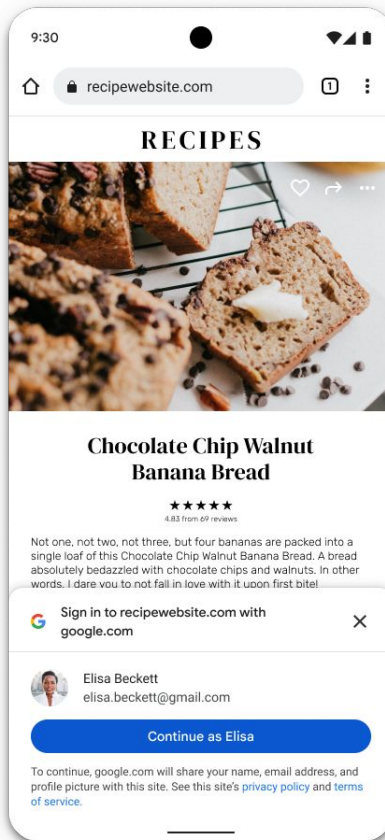 9:30
recipewebsite.com
1
RECIPES
Chocolate Chip Walnut
Banana Bread
★★★★★
4.83 from 69 reviews
Not one, not two, not three, but four bananas are packed into a
single loaf of this Chocolate Chip Walnut Banana Bread. A bread
absolutely bedazzled with chocolate chips and walnuts. In other
words, I dare you to not fall in love with it upon first bite!
Sign in to recipewebsite.com with
google.com
Elisa Beckett
elisa.beckett@gmail.com
Continue as Elisa
To continue, google.com will share your name, email address, and
profile picture with this site. See this site's privacy policy and terms
of service.